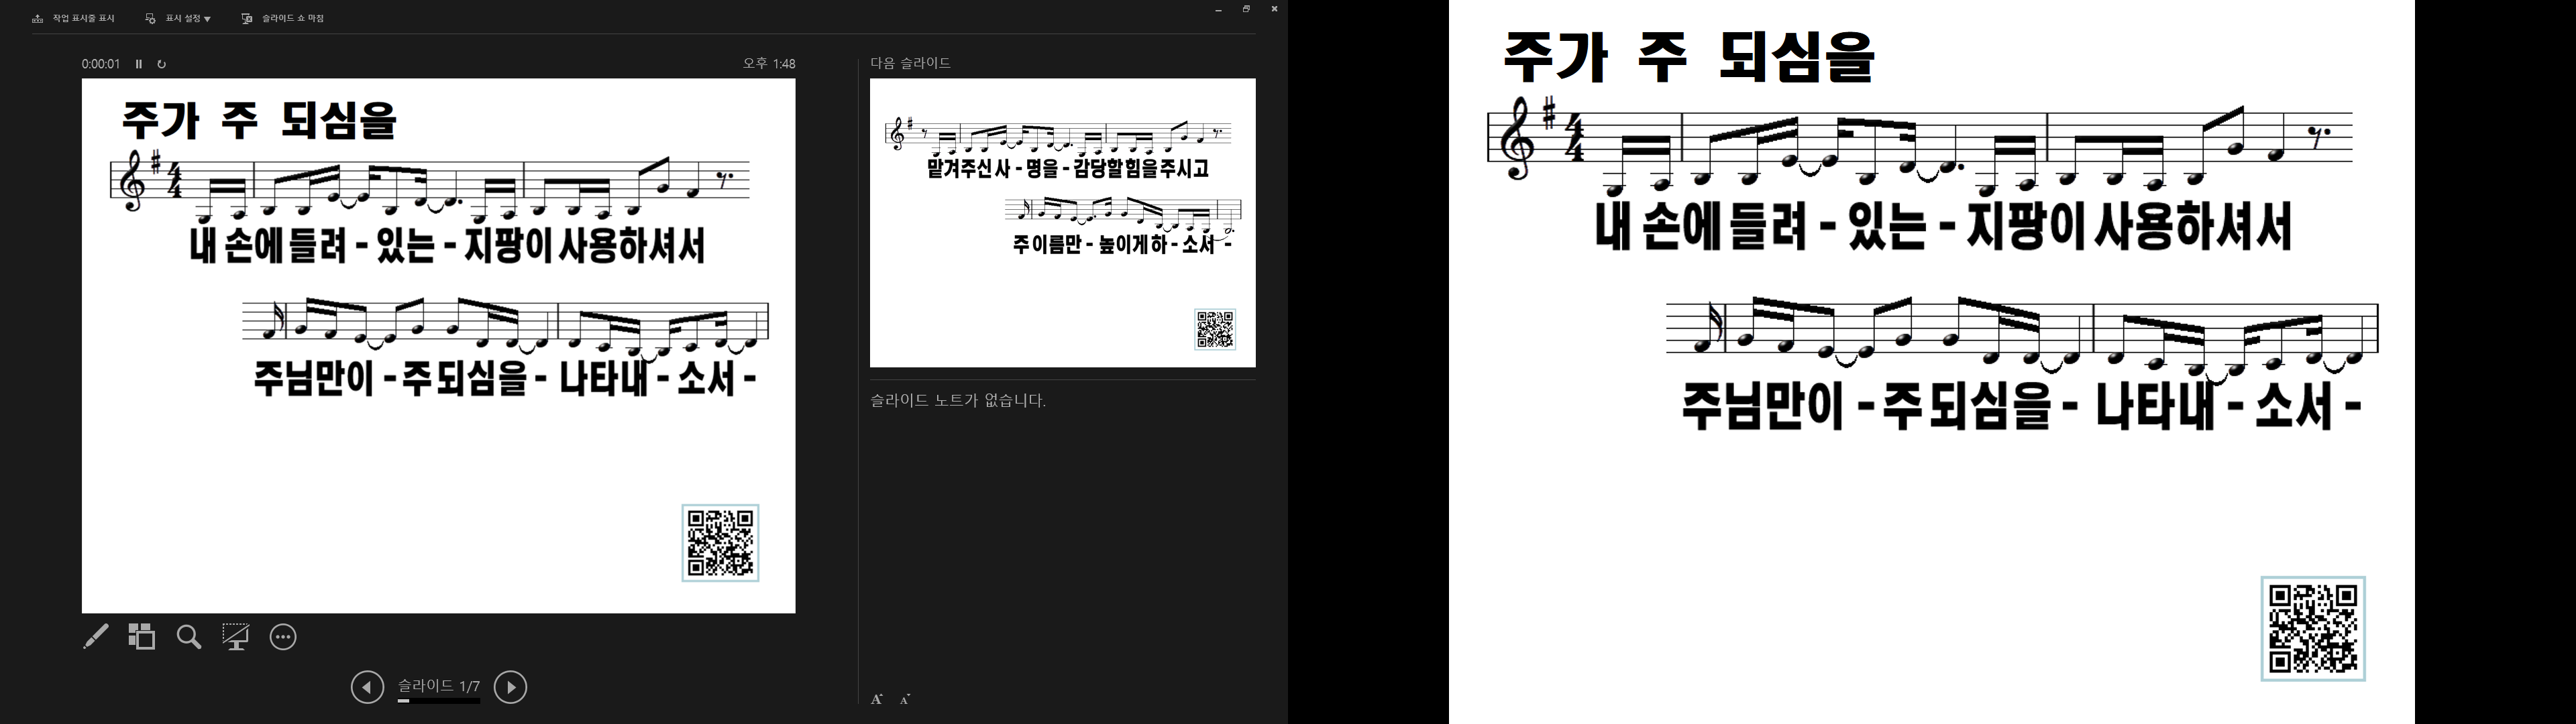 작업 표시줄 표시 표시 설정 ▼ 슬라이드 쇼 마침
0:00:01 오후 1:48
주가 주 되심을
4
4
내 손에 들려 - 있는 - 지팡이 사용하셔서
주님만이 - 주 되심을 - 나타내 - 소서 -
슬라이드 1/7
다음 슬라이드
맡겨주신 사 - 명을 - 감당할 힘을 주시고
주 이름만 - 높이게 하 - 소서 -
슬라이드 노트가 없습니다.
A A
주가 주 되심을
4
4
내 손에 들려 - 있는 - 지팡이 사용하셔서
주님만이 - 주 되심을 - 나타내 - 소서 -